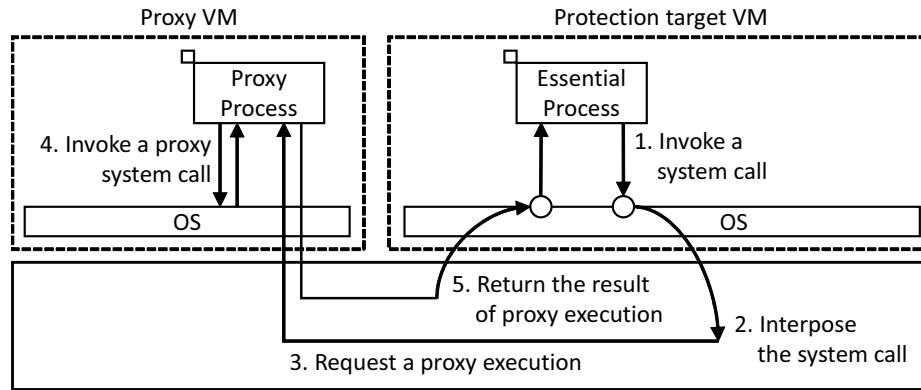 Proxy VM
Protection target VM
Proxy
Process
Essential
Process
4. Invoke a proxy
system call
1. Invoke a
system call
OS
OS
5. Return the result
of proxy execution
2. Interpose
the system call
3. Request a proxy execution